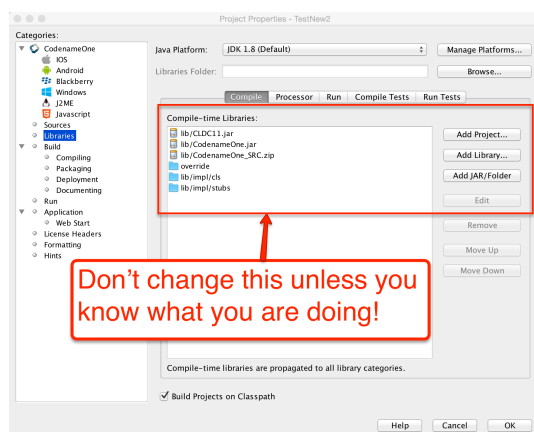 Project Properties - TestNew2
Categories:
CodenameOne
IOS
Android
Blackberry
Windows
J2ME
Javascript
Sources
Libraries
Build
Compiling
Packaging
Deployment
Documenting
Run
Application
Web Start
License Headers
Formatting
Hints
Java Platform: JDK 1.8 (Default) Manage Platforms...
Libraries Folder: Browse...
Compile Processor Run Compile Tests Run Tests
Compile-time Libraries:
lib/CLDC11.jar
lib/CodenameOne.jar
lib/CodenameOne_SRC.zip
override
lib/impl/cls
lib/impl/stubs
Add Project...
Add Library...
Add JAR/Folder
Edit
Remove
Move Up
Move Down
Don't change this unless you
know what you are doing!
Compile-time libraries are propagated to all library categories.
Build Projects on Classpath
Help Cancel OK